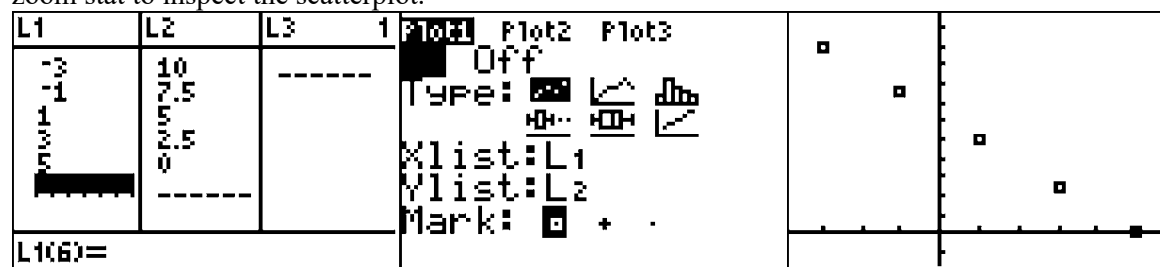 zoom stat to inspect the scatterplot.
L1 L2 L3 1
-3 10 ------
-1 7.5
1 5
3 2.5
5 0
------
L1(6)=
Plot1 Plot2 Plot3
Off
Type:
Xlist:L1
Ylist:L2
Mark: